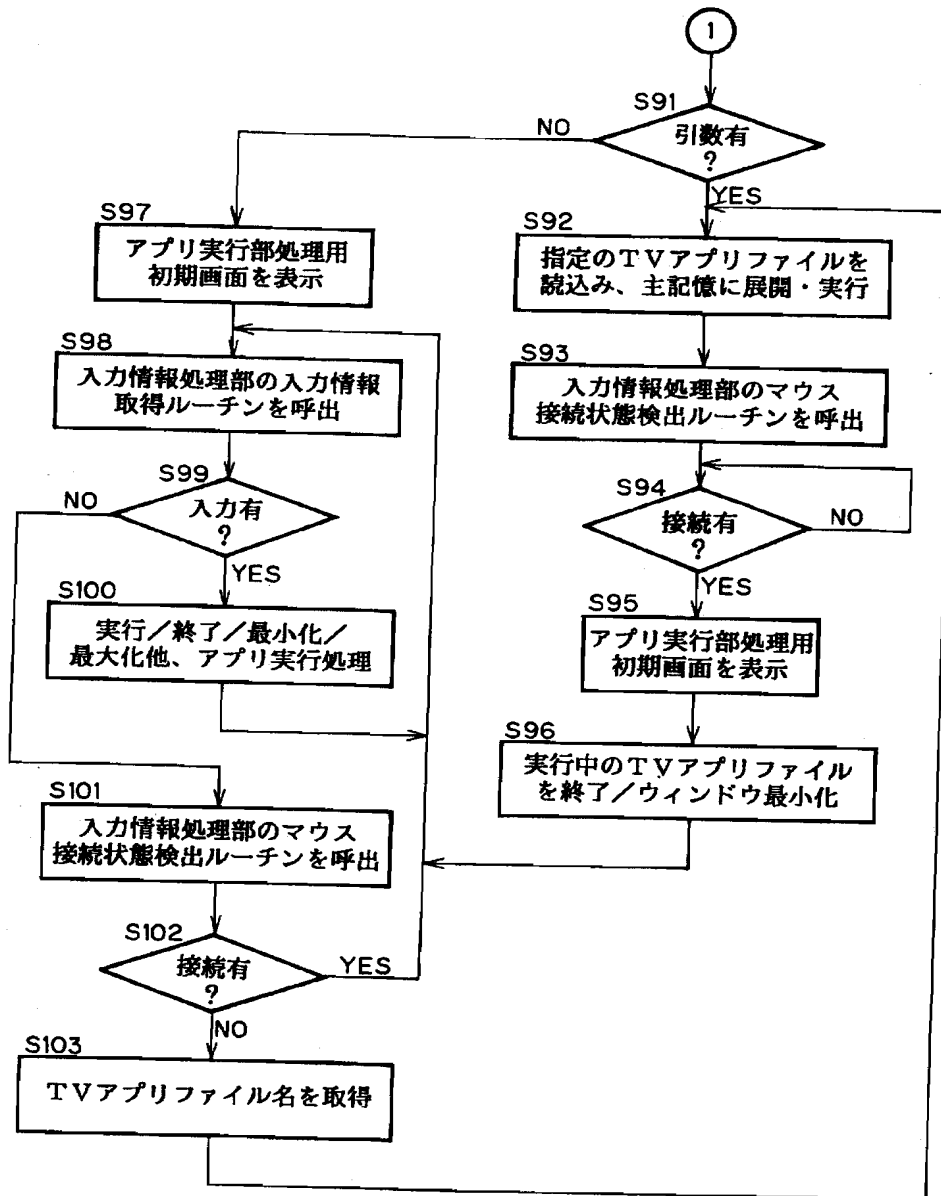 1
S91
引数有
?
NO
YES
S97
アプリ実行部処理用
初期画面を表示
S98
入力情報処理部の入力情報
取得ルーチンを呼出
S99
入力有
?
NO
YES
S100
実行／終了／最小化／
最大化他、アプリ実行処理
S101
入力情報処理部のマウス
接続状態検出ルーチンを呼出
S102
接続有
?
YES
NO
S103
TVアプリファイル名を取得
S92
指定のTVアプリファイルを
読込み、主記憶に展開・実行
S93
入力情報処理部のマウス
接続状態検出ルーチンを呼出
S94
接続有
?
NO
YES
S95
アプリ実行部処理用
初期画面を表示
S96
実行中のTVアプリファイル
を終了／ウィンドウ最小化